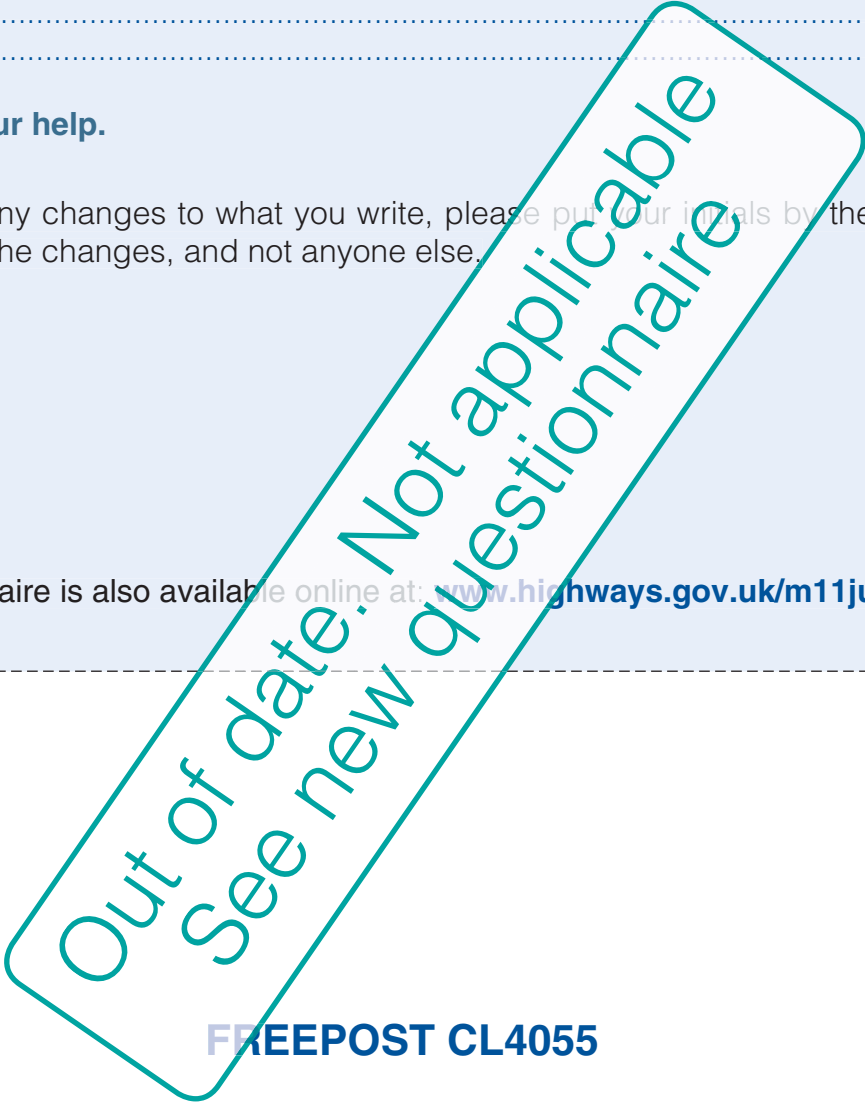 ur help.
ny changes to what you write, please put your initials by the
he changes, and not anyone else.
aire is also available online at: www.highways.gov.uk/m11ju
Out of date. Not applicable
See new questionnaire
FREEPOST CL4055